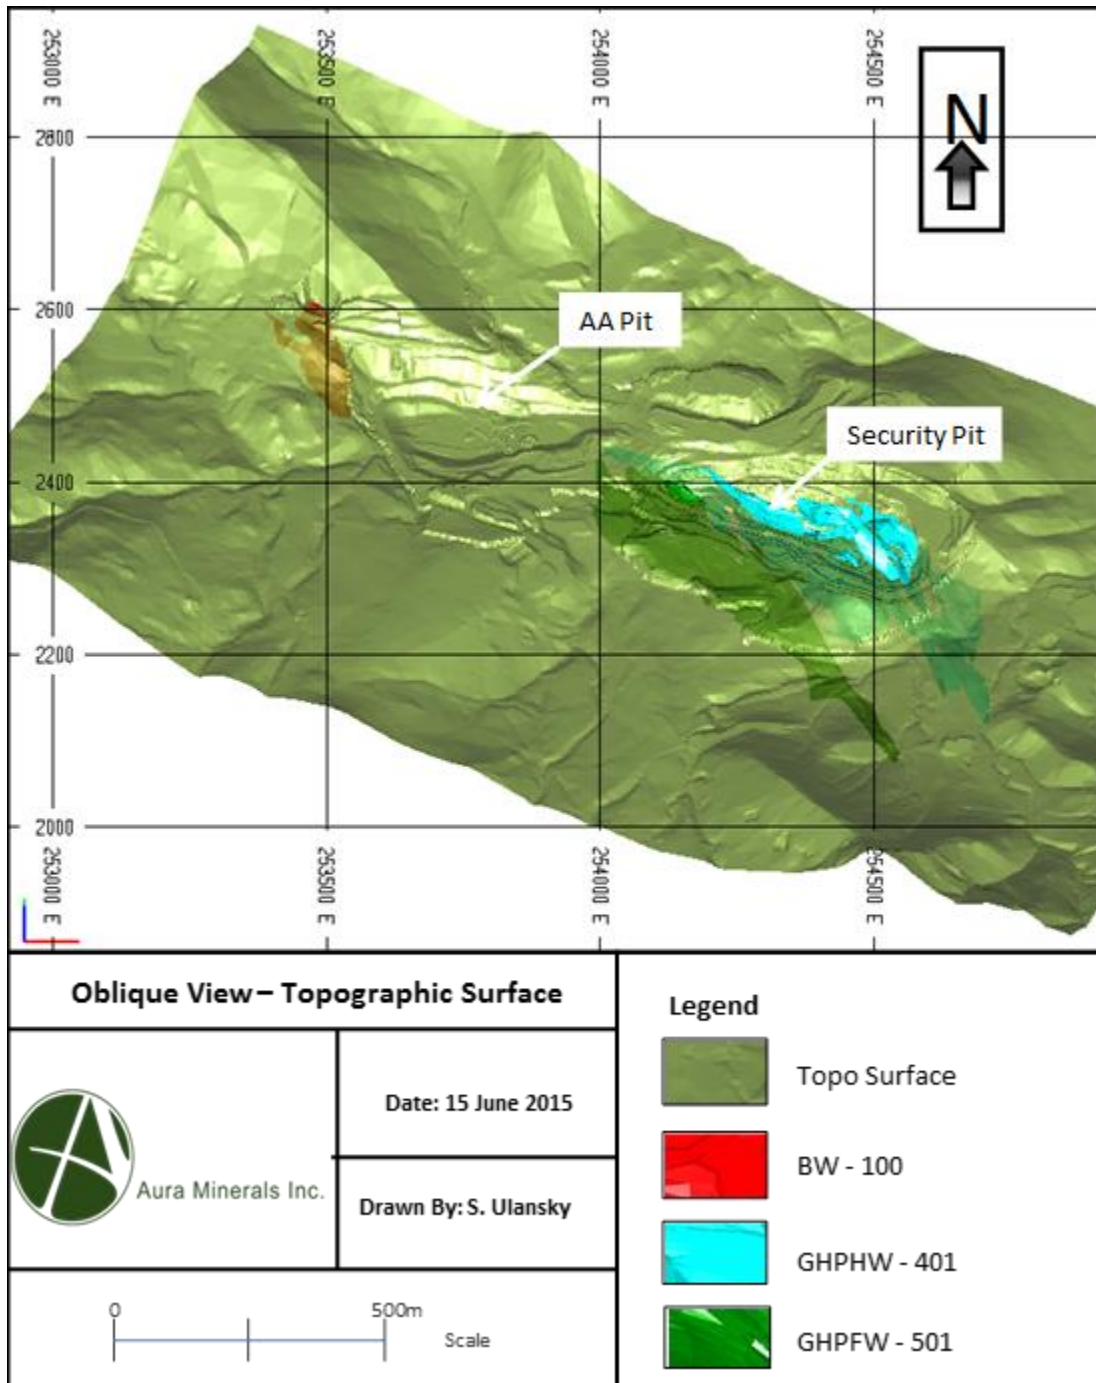 253000 E
253500 E
254000 E
254500 E
N
2800
2600
AA Pit
Security Pit
2400
2200
2000
253000 E
253500 E
254000 E
254500 E
Oblique View – Topographic Surface
Date: 15 June 2015
Aura Minerals Inc.
Drawn By: S. Ulansky
0
500m
Scale
Legend
Topo Surface
BW - 100
GHPHW - 401
GHPFW - 501